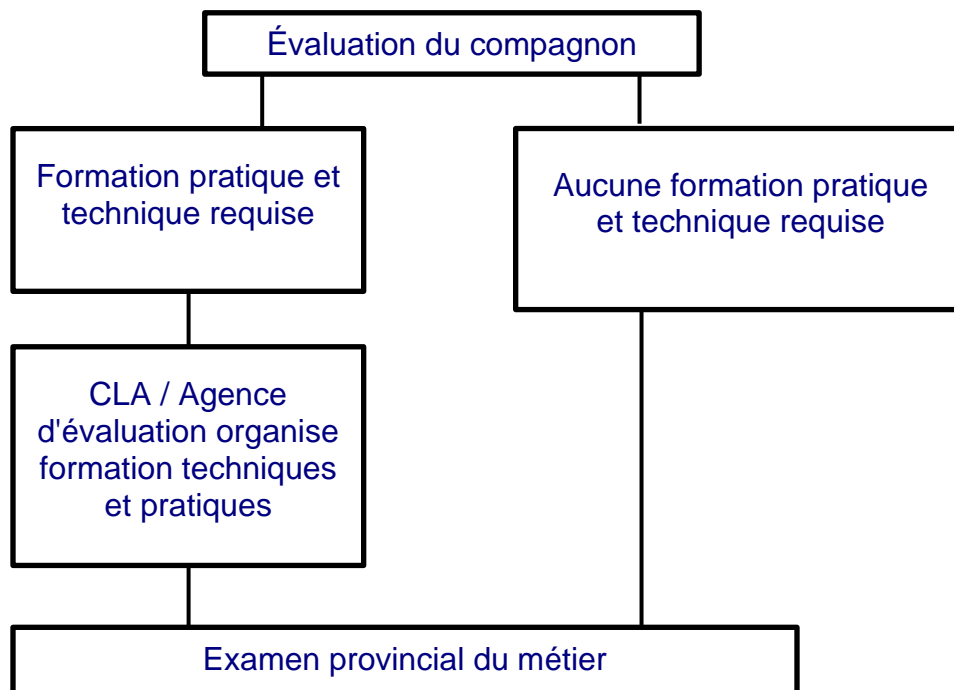 Évaluation du compagnon
Formation pratique et
technique requise
Aucune formation pratique
et technique requise
CLA / Agence
d'évaluation organise
formation techniques
et pratiques
Examen provincial du métier